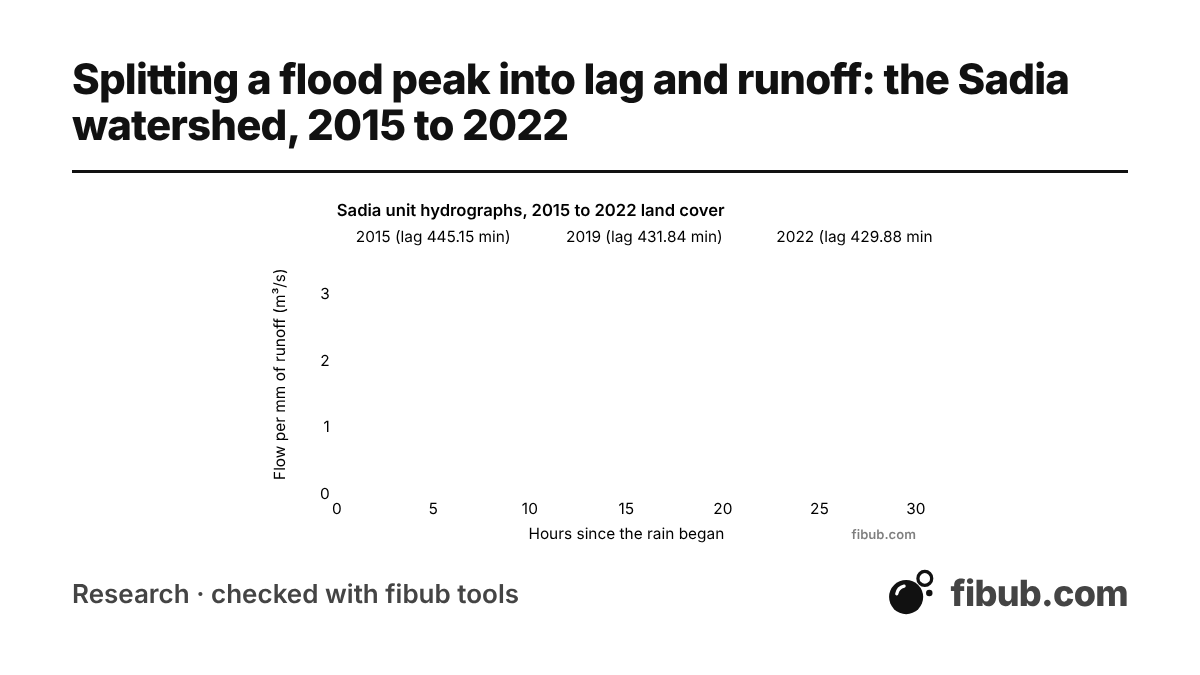 Splitting a flood peak into lag and runoff: the Sadia
watershed, 2015 to 2022
Sadia unit hydrographs, 2015 to 2022 land cover
2015 (lag 445.15 min)
2019 (lag 431.84 min)
2022 (lag 429.88 min
Flow per mm of runoff (m³/s)
3
2
1
0
0 5 10 15 20 25 30
Hours since the rain began
fibub.com
Research · checked with fibub tools
fibub.com